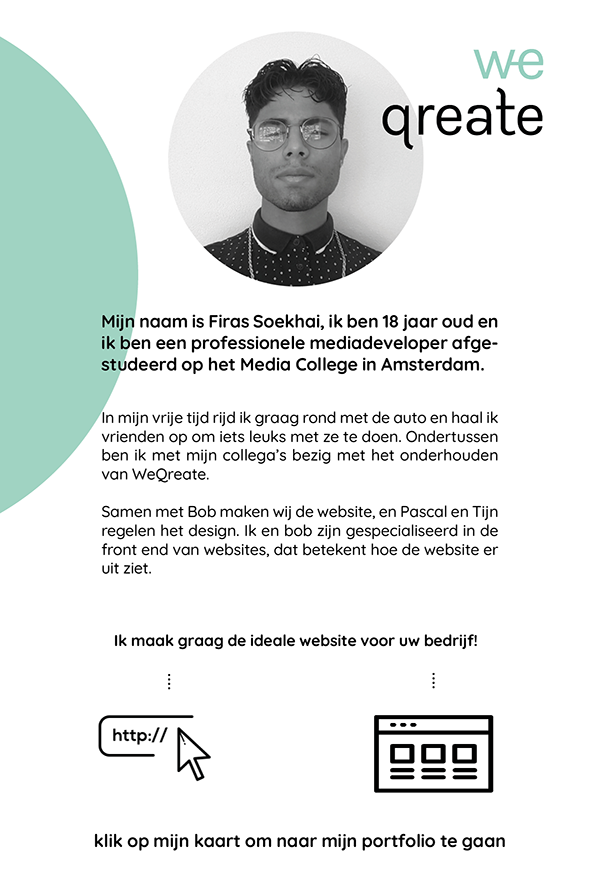 we
qreate
Mijn naam is Firas Soekhai, ik ben 18 jaar oud en
ik ben een professionele mediadeveloper afge-
studeerd op het Media College in Amsterdam.
In mijn vrije tijd rijd ik graag rond met de auto en haal ik
vrienden op om iets leuks met ze te doen. Ondertussen
ben ik met mijn collega’s bezig met het onderhouden
van WeQreate.
Samen met Bob maken wij de website, en Pascal en Tijn
regelen het design. Ik en bob zijn gespecialiseerd in de
front end van websites, dat betekent hoe de website er
uit ziet.
Ik maak graag de ideale website voor uw bedrijf!
http://
klik op mijn kaart om naar mijn portfolio te gaan